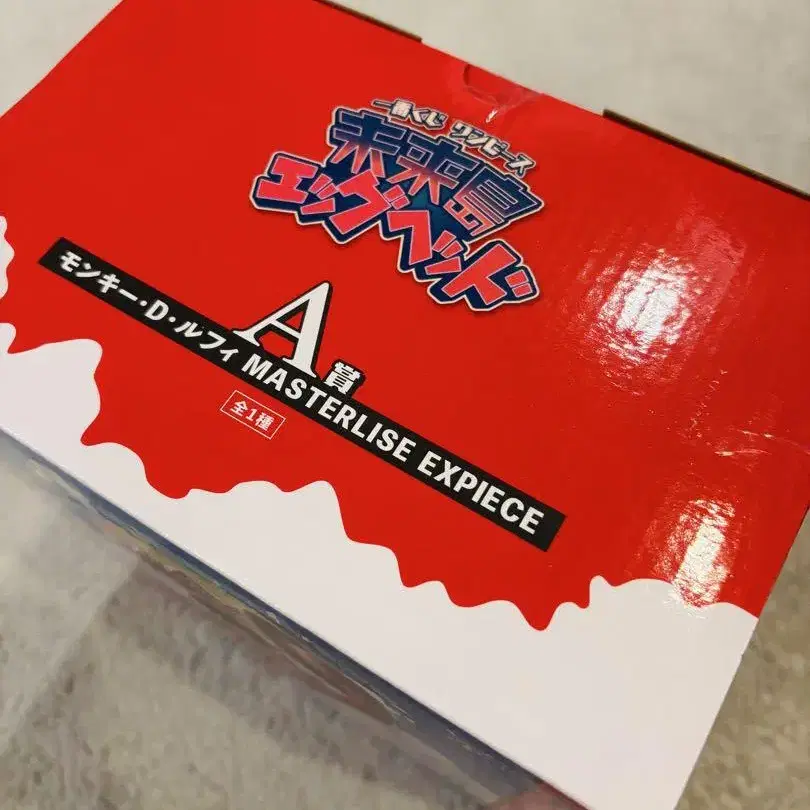 一番くじ ワンピース
未来島
エッグヘッド
A賞
モンキー・D・ルフィ MASTERLISE EXPIECE
全1種